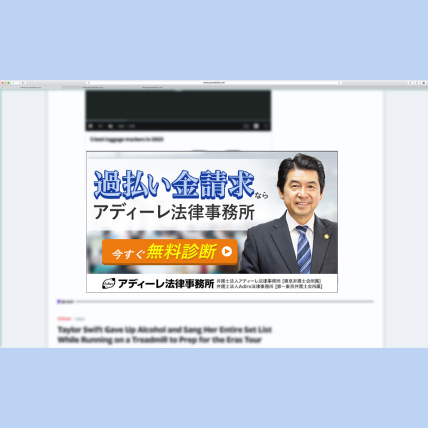 5 best luggage trackers in 2023
過払い金請求なら
アディーレ法律事務所
今すぐ無料診断
アディーレ法律事務所
弁護士法人アディーレ法律事務所 [東京弁護士会所属]
弁護士法人AdIre法律事務所 [第一東京弁護士会所属]
Taylor Swift Gave Up Alcohol and Sang Her Entire Set List
While Running on a Treadmill to Prep for the Eras Tour